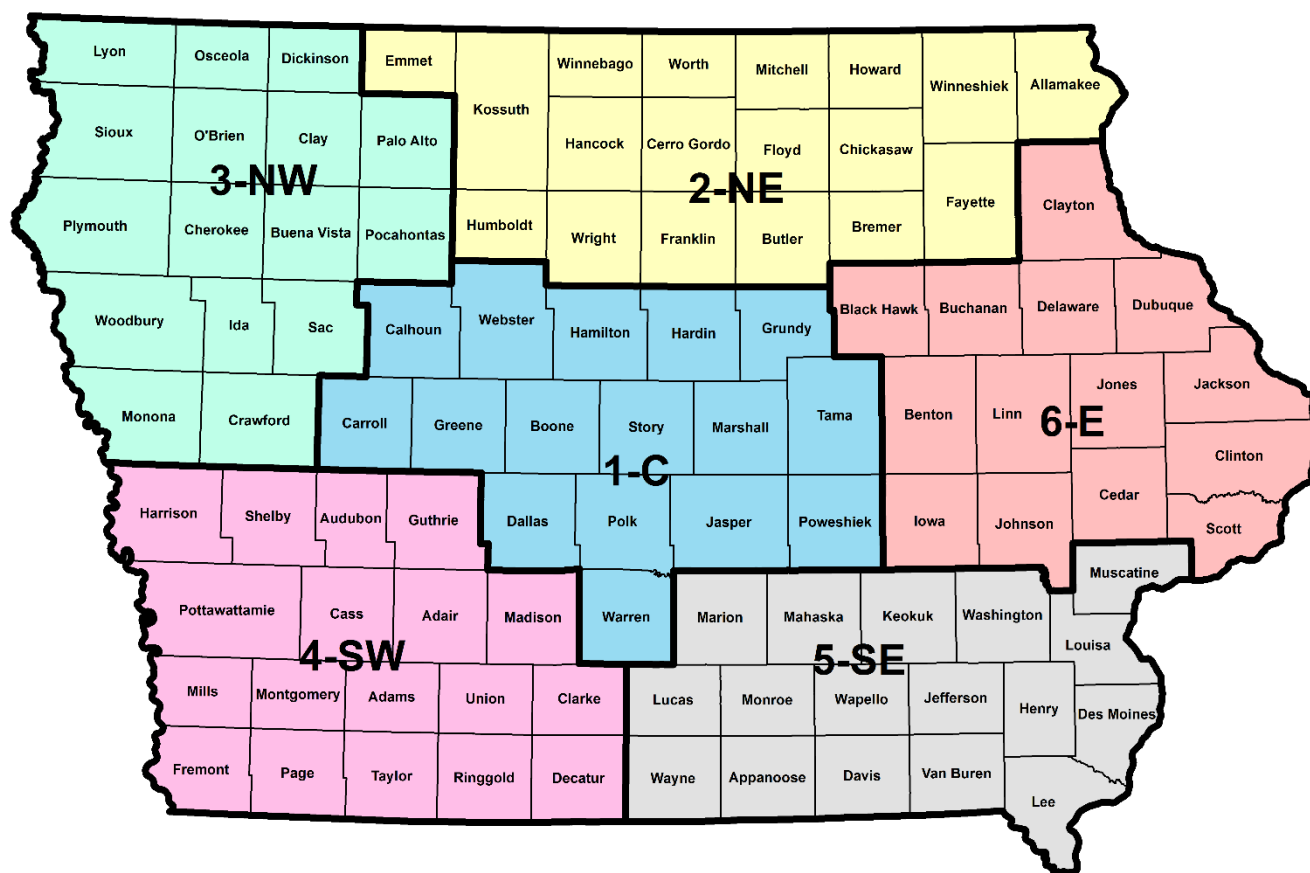 Lyon
Osceola
Dickinson
Emmet
Kossuth
Winnebago
Worth
Mitchell
Howard
Winneshiek
Allamakee
Sioux
O'Brien
Clay
Palo Alto
Hancock
Cerro Gordo
Floyd
Chickasaw
3-NW
2-NE
Plymouth
Cherokee
Buena Vista
Pocahontas
Humboldt
Wright
Franklin
Butler
Bremer
Fayette
Clayton
Woodbury
Ida
Sac
Calhoun
Webster
Hamilton
Hardin
Grundy
Black Hawk
Buchanan
Delaware
Dubuque
Monona
Crawford
Carroll
Greene
Boone
Story
Marshall
Tama
Benton
Linn
Jones
Jackson
6-E
1-C
Clinton
Harrison
Shelby
Audubon
Guthrie
Dallas
Polk
Jasper
Poweshiek
Iowa
Johnson
Cedar
Scott
Muscatine
Pottawattamie
Cass
Adair
Madison
Warren
Marion
Mahaska
Keokuk
Washington
Louisa
4-SW
5-SE
Mills
Montgomery
Adams
Union
Clarke
Lucas
Monroe
Wapello
Jefferson
Henry
Des Moines
Fremont
Page
Taylor
Ringgold
Decatur
Wayne
Appanoose
Davis
Van Buren
Lee